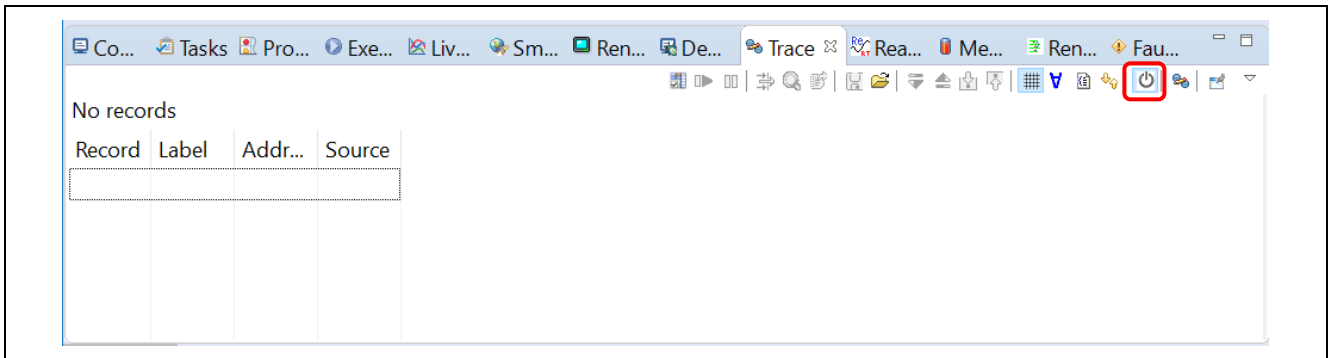 Co... Tasks Pro... Exe... Liv... Sm... Ren... De... Trace Rea... Me... Ren... Fau...
No records
Record Label Addr... Source